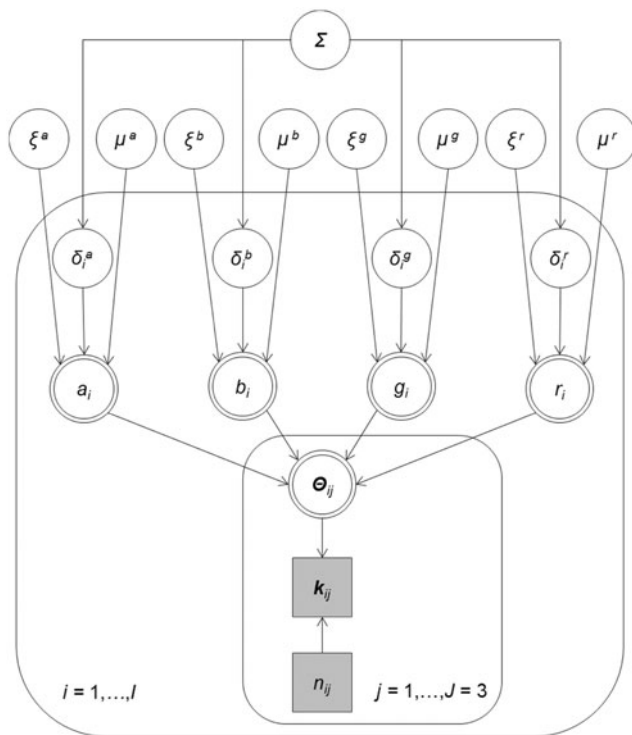 Σ
ξᵃ μᵃ ξᵇ μᵇ ξᵍ μᵍ ξʳ μʳ
δᵢᵃ δᵢᵇ δᵢᵍ δᵢʳ
aᵢ bᵢ gᵢ rᵢ
Θᵢⱼ
kᵢⱼ
nᵢⱼ
i = 1,…,I j = 1,…,J = 3